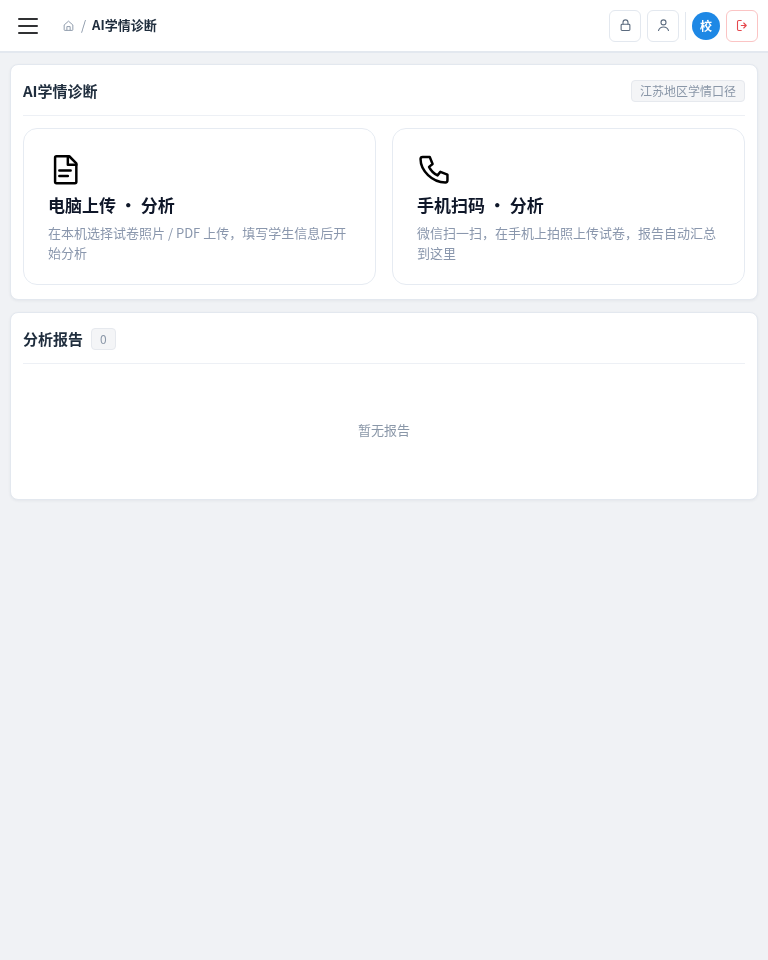 / AI学情诊断
校
AI学情诊断
江苏地区学情口径
电脑上传 · 分析
在本机选择试卷照片 / PDF 上传，填写学生信息后开
始分析
手机扫码 · 分析
微信扫一扫，在手机上拍照上传试卷，报告自动汇总
到这里
分析报告 0
暂无报告